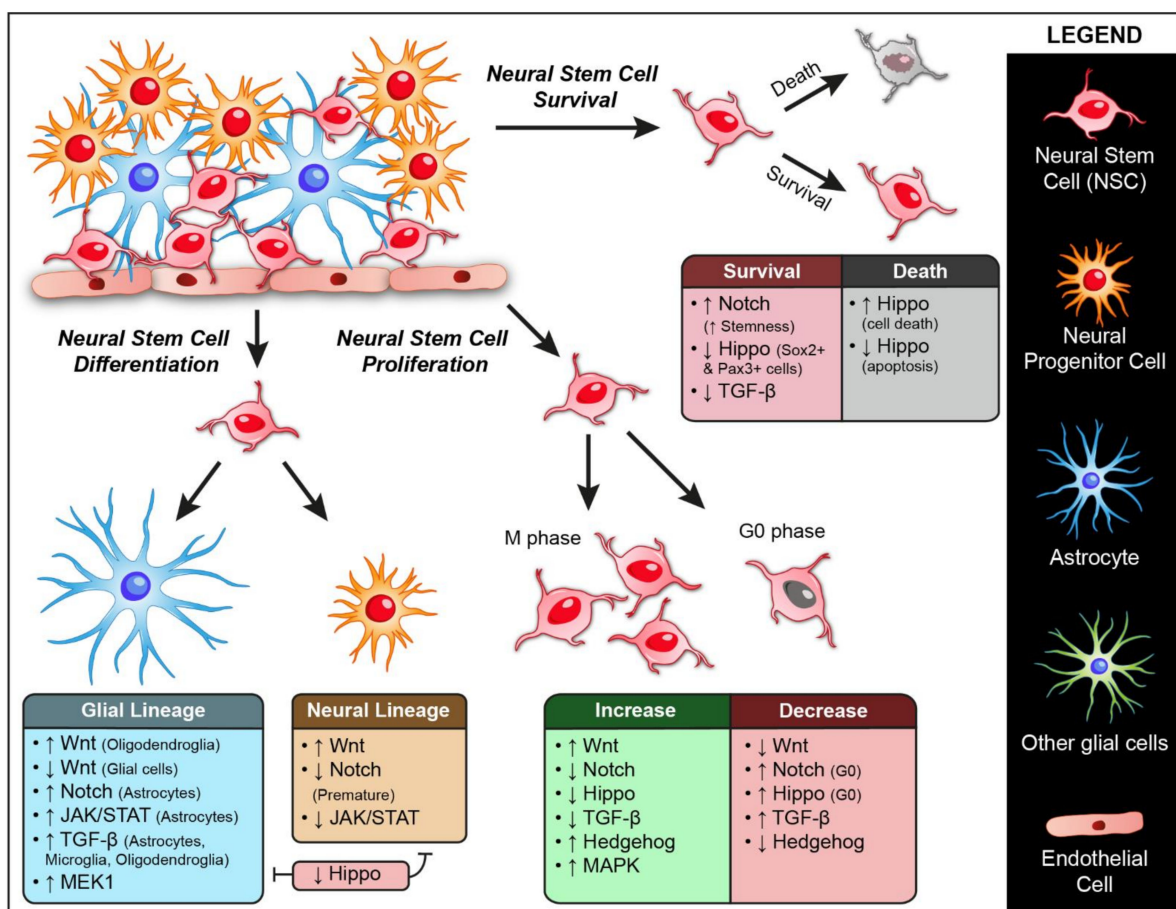 Neural Stem Cell
Survival
Death
Survival
Survival
• ↑ Notch
(↑ Stemness)
• ↓ Hippo (Sox2+
& Pax3+ cells)
• ↓ TGF-β
Death
• ↑ Hippo
(cell death)
• ↓ Hippo
(apoptosis)
Neural Stem Cell
Differentiation
Neural Stem Cell
Proliferation
M phase
G0 phase
Glial Lineage
• ↑ Wnt (Oligodendroglia)
• ↓ Wnt (Glial cells)
• ↑ Notch (Astrocytes)
• ↑ JAK/STAT (Astrocytes)
• ↑ TGF-β (Astrocytes,
Microglia, Oligodendroglia)
• ↑ MEK1
Neural Lineage
• ↑ Wnt
• ↓ Notch
(Premature)
• ↓ JAK/STAT
↓ Hippo
Increase
• ↑ Wnt
• ↓ Notch
• ↓ Hippo
• ↓ TGF-β
• ↑ Hedgehog
• ↑ MAPK
Decrease
• ↓ Wnt
• ↑ Notch (G0)
• ↑ Hippo (G0)
• ↑ TGF-β
• ↓ Hedgehog
LEGEND
Neural Stem
Cell (NSC)
Neural
Progenitor Cell
Astrocyte
Other glial cells
Endothelial
Cell